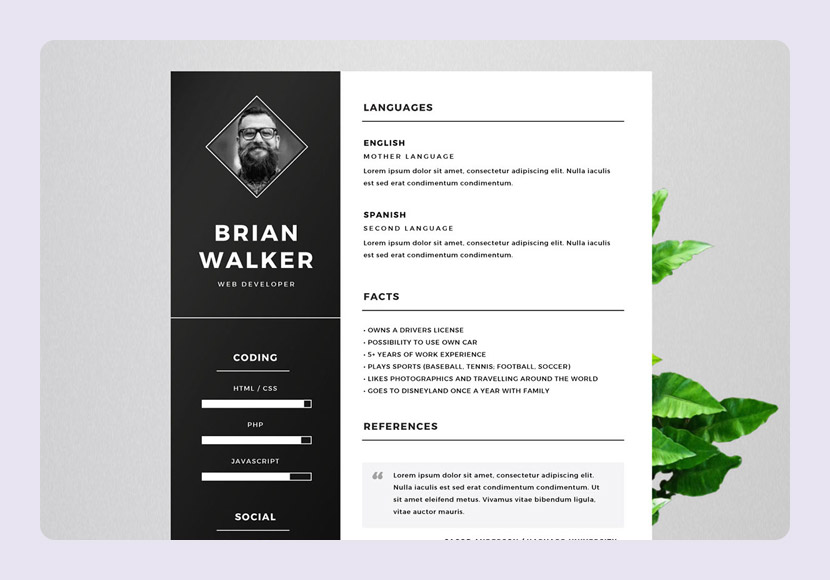 BRIAN
WALKER
WEB DEVELOPER
CODING
HTML / CSS
PHP
JAVASCRIPT
SOCIAL
LANGUAGES
ENGLISH
MOTHER LANGUAGE
Lorem ipsum dolor sit amet, consectetur adipiscing elit. Nulla iaculis
est sed erat condimentum condimentum.
SPANISH
SECOND LANGUAGE
Lorem ipsum dolor sit amet, consectetur adipiscing elit. Nulla iaculis
est sed erat condimentum condimentum.
FACTS
• OWNS A DRIVERS LICENSE
• POSSIBILITY TO USE OWN CAR
• 5+ YEARS OF WORK EXPERIENCE
• PLAYS SPORTS (BASEBALL, TENNIS, FOOTBALL, SOCCER)
• LIKES PHOTOGRAPHICS AND TRAVELLING AROUND THE WORLD
• GOES TO DISNEYLAND ONCE A YEAR WITH FAMILY
REFERENCES
“ Lorem ipsum dolor sit amet, consectetur adipiscing elit.
Nulla iaculis est sed erat condimentum condimentum. Ut
sit amet eleifend metus. Vivamus vitae bibendum ligula,
vitae auctor mauris.